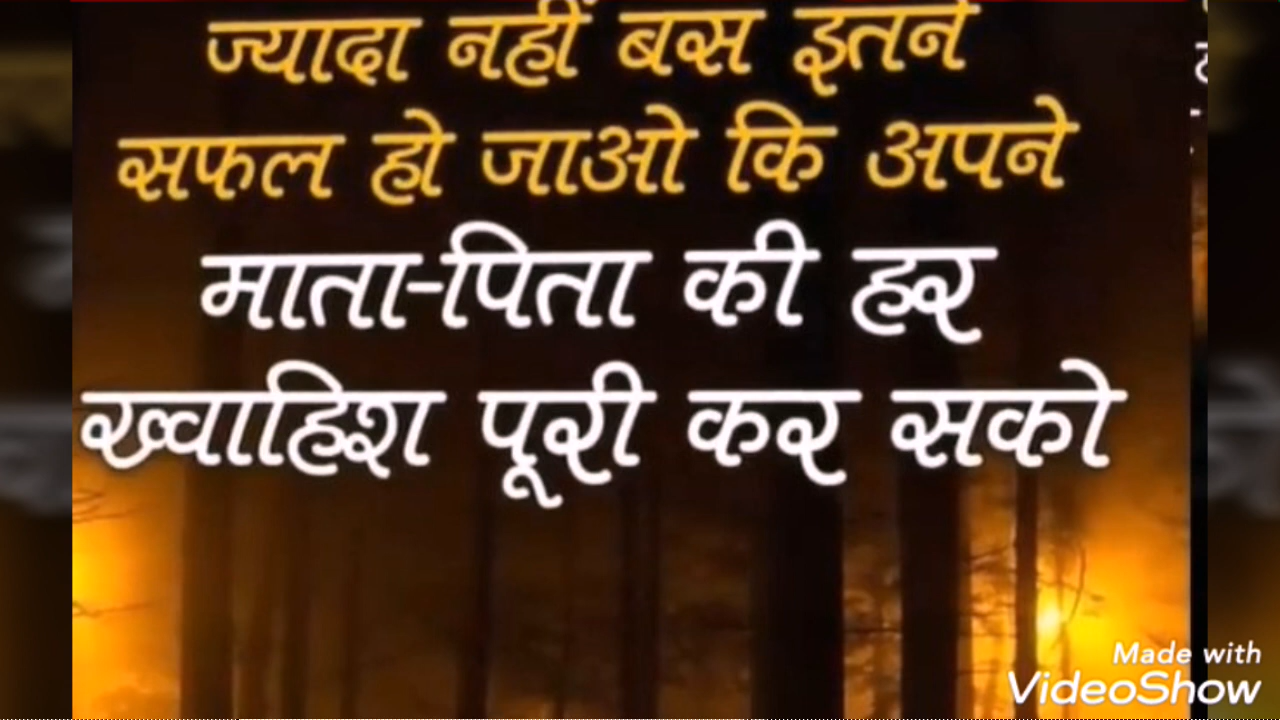 ज्यादा नहीं बस इतने
सफल हो जाओ कि अपने
माता-पिता की हर
ख्वाहिश पूरी कर सको
Made with
VideoShow